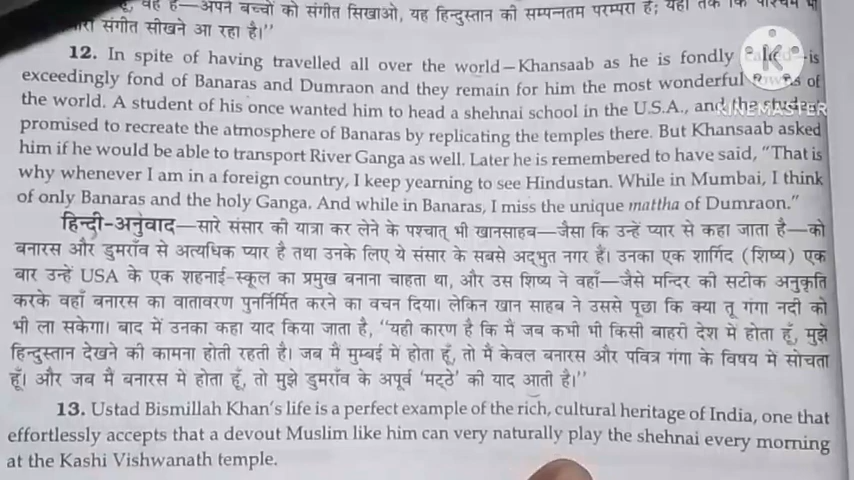 अपने बच्चों को संगीत सिखाओ, यह हिन्दुस्तान की सम्पन्नतम परम्परा है; यहाँ तक कि
संगीत सीखने आ रहा है।"
12. In spite of having travelled all over the world—Khansaab as he is fondly called—is
exceedingly fond of Banaras and Dumraon and they remain for him the most wonderful towns of
the world. A student of his once wanted him to head a shehnai school in the U.S.A., and the student
promised to recreate the atmosphere of Banaras by replicating the temples there. But Khansaab asked
him if he would be able to transport River Ganga as well. Later he is remembered to have said, "That is
why whenever I am in a foreign country, I keep yearning to see Hindustan. While in Mumbai, I think
of only Banaras and the holy Ganga. And while in Banaras, I miss the unique mattha of Dumraon."
हिन्दी-अनुवाद—सारे संसार की यात्रा कर लेने के पश्चात् भी खानसाहब—जैसा कि उन्हें प्यार से कहा जाता है—को
बनारस और डुमराँव से अत्यधिक प्यार है तथा उनके लिए ये संसार के सबसे अद्भुत नगर हैं। उनका एक शागिर्द (शिष्य) एक
बार उन्हें USA के एक शहनाई-स्कूल का प्रमुख बनाना चाहता था, और उस शिष्य ने वहाँ—जैसे मन्दिर की सटीक अनुकृति
करके वहाँ बनारस का वातावरण पुनर्निर्मित करने का वचन दिया। लेकिन खान साहब ने उससे पूछा कि क्या तू गंगा नदी को
भी ला सकेगा। बाद में उनका कहा याद किया जाता है, "यही कारण है कि मैं जब कभी भी किसी बाहरी देश में होता हूँ, मुझे
हिन्दुस्तान देखने की कामना होती रहती है। जब मैं मुम्बई में होता हूँ, तो मैं केवल बनारस और पवित्र गंगा के विषय में सोचता
हूँ। और जब मैं बनारस में होता हूँ, तो मुझे डुमराँव के अपूर्व 'मट्ठे' की याद आती है।"
13. Ustad Bismillah Khan's life is a perfect example of the rich, cultural heritage of India, one that
effortlessly accepts that a devout Muslim like him can very naturally play the shehnai every morning
at the Kashi Vishwanath temple.
KINEMASTER